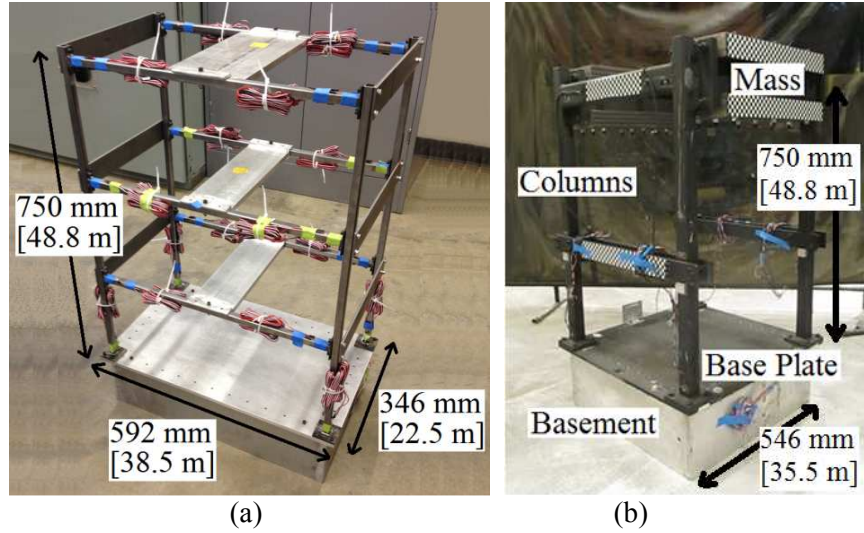 750 mm
[48.8 m]
592 mm
[38.5 m]
346 mm
[22.5 m]
(a)
Mass
750 mm
[48.8 m]
Columns
Base Plate
Basement
546 mm
[35.5 m]
(b)